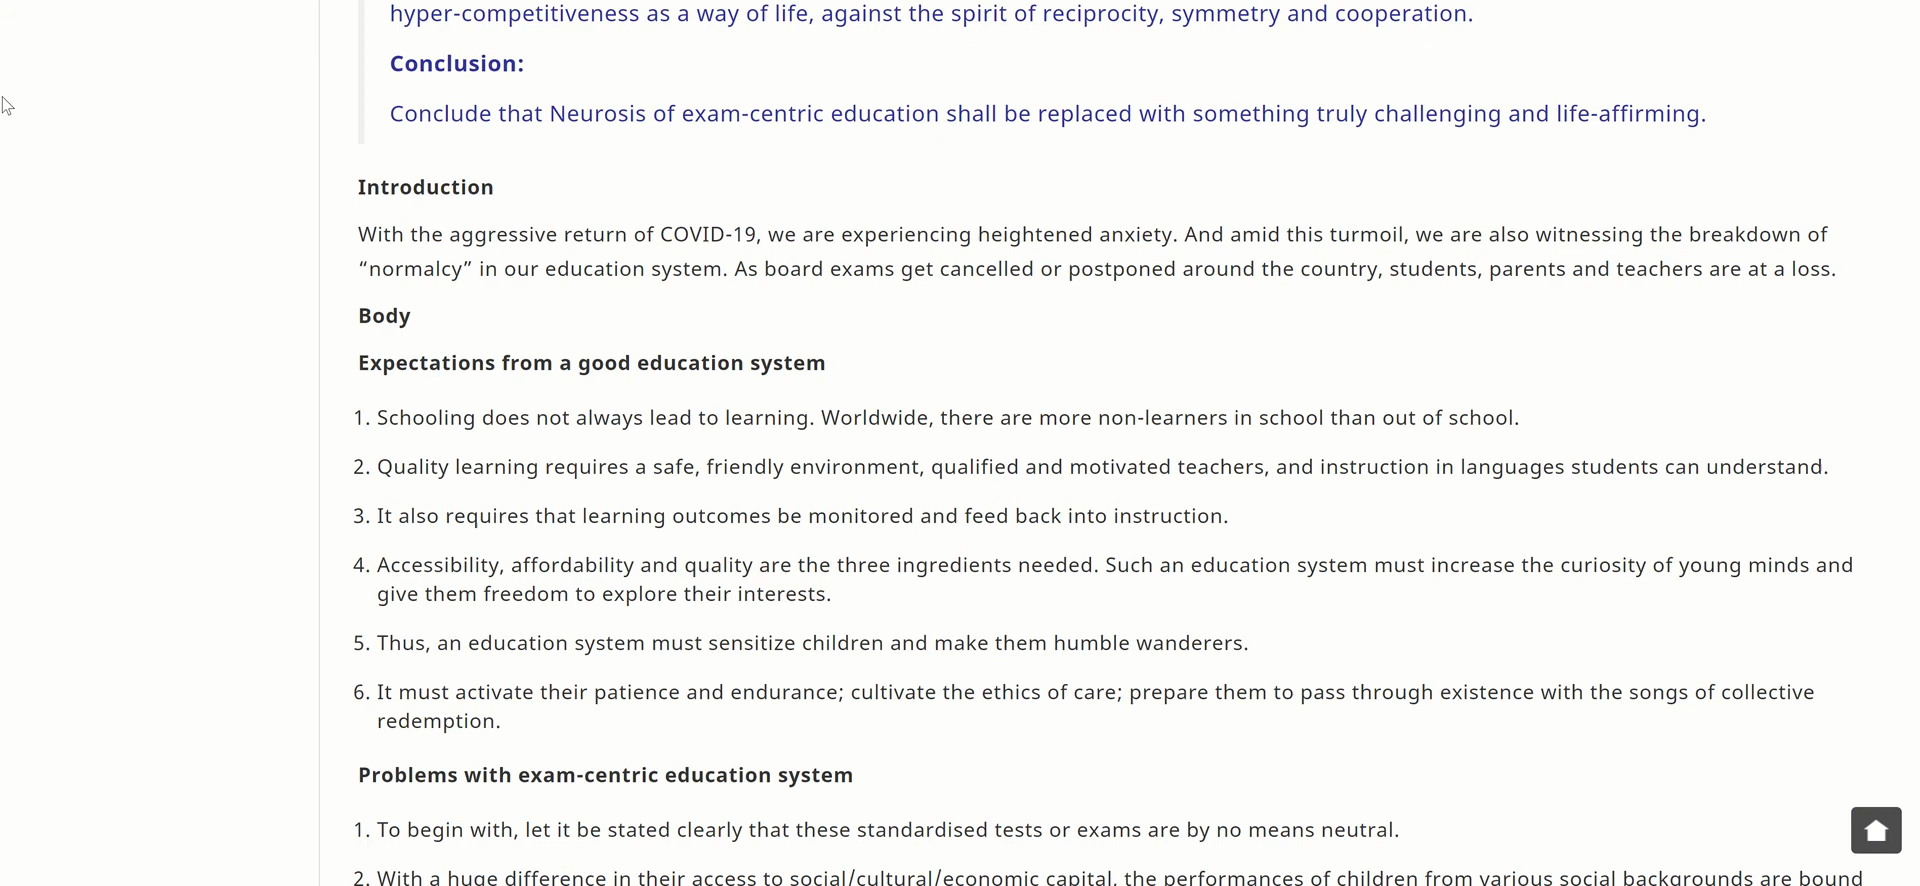 hyper-competitiveness as a way of life, against the spirit of reciprocity, symmetry and cooperation.
Conclusion:
Conclude that Neurosis of exam-centric education shall be replaced with something truly challenging and life-affirming.
Introduction
With the aggressive return of COVID-19, we are experiencing heightened anxiety. And amid this turmoil, we are also witnessing the breakdown of
“normalcy” in our education system. As board exams get cancelled or postponed around the country, students, parents and teachers are at a loss.
Body
Expectations from a good education system
1. Schooling does not always lead to learning. Worldwide, there are more non-learners in school than out of school.
2. Quality learning requires a safe, friendly environment, qualified and motivated teachers, and instruction in languages students can understand.
3. It also requires that learning outcomes be monitored and feed back into instruction.
4. Accessibility, affordability and quality are the three ingredients needed. Such an education system must increase the curiosity of young minds and
give them freedom to explore their interests.
5. Thus, an education system must sensitize children and make them humble wanderers.
6. It must activate their patience and endurance; cultivate the ethics of care; prepare them to pass through existence with the songs of collective
redemption.
Problems with exam-centric education system
1. To begin with, let it be stated clearly that these standardised tests or exams are by no means neutral.
2. With a huge difference in their access to social/cultural/economic capital, the performances of children from various social backgrounds are bound